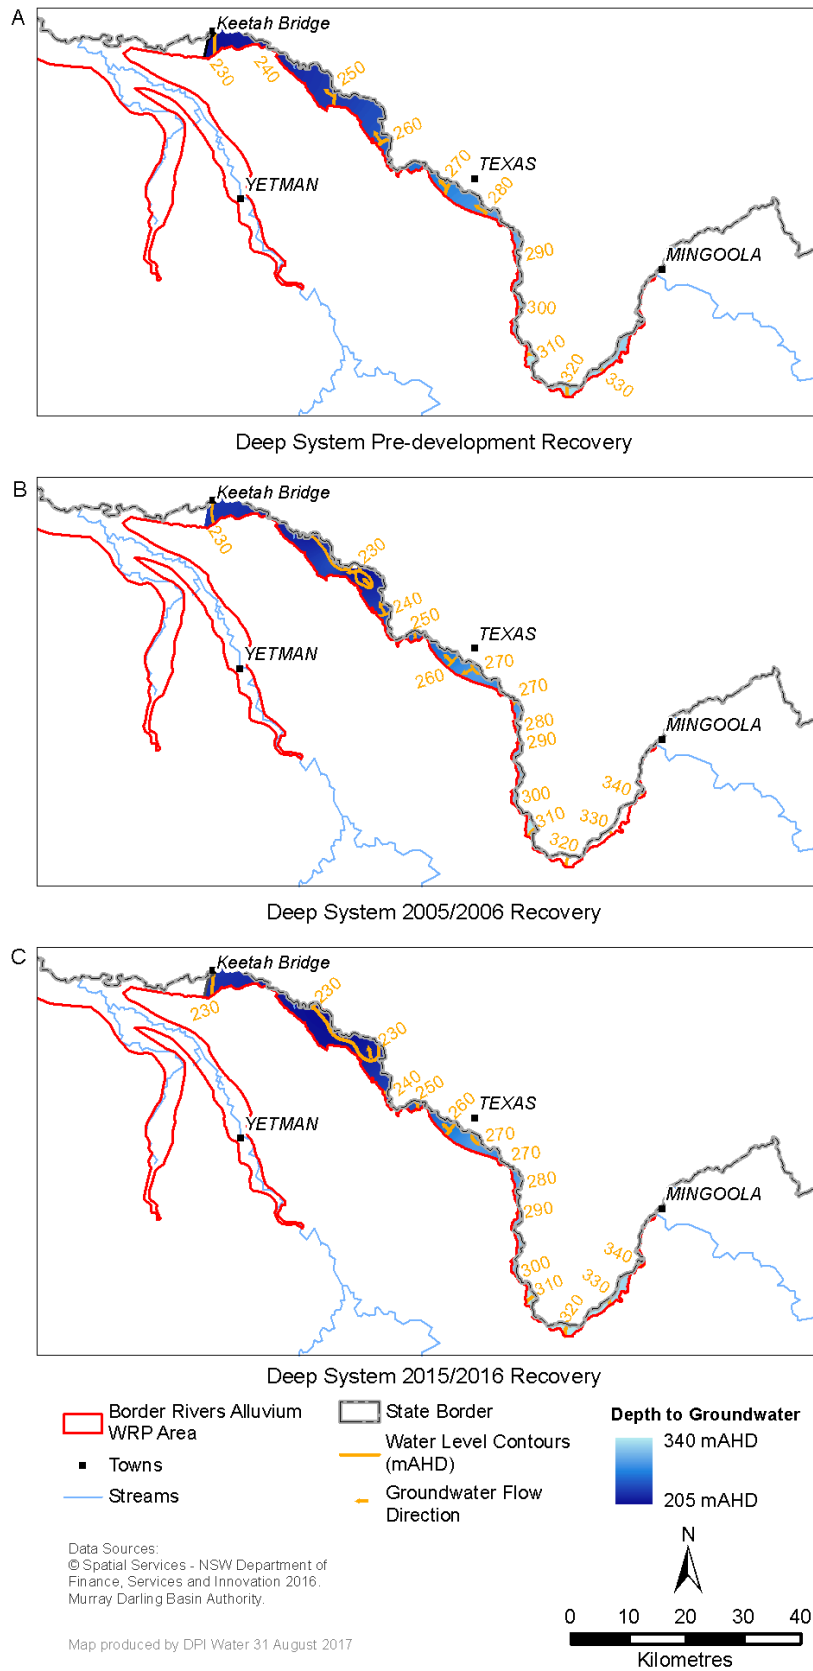 A
Keetah Bridge
230
240
250
260
270
TEXAS
280
YETMAN
290
MINGOOLA
300
310
320
330
Deep System Pre-development Recovery
B
Keetah Bridge
230
230
240
250
TEXAS
260
270
YETMAN
270
280
290
MINGOOLA
300
340
310
330
320
Deep System 2005/2006 Recovery
C
Keetah Bridge
230
230
230
240
250
260
TEXAS
270
YETMAN
270
280
MINGOOLA
290
340
300
310
330
320
Deep System 2015/2016 Recovery
Border Rivers Alluvium
WRP Area
Towns
Streams
State Border
Water Level Contours
(mAHD)
Groundwater Flow
Direction
Depth to Groundwater
340 mAHD
205 mAHD
Data Sources:
© Spatial Services - NSW Department of
Finance, Services and Innovation 2016.
Murray Darling Basin Authority.
Map produced by DPI Water 31 August 2017
N
0 10 20 30 40
Kilometres